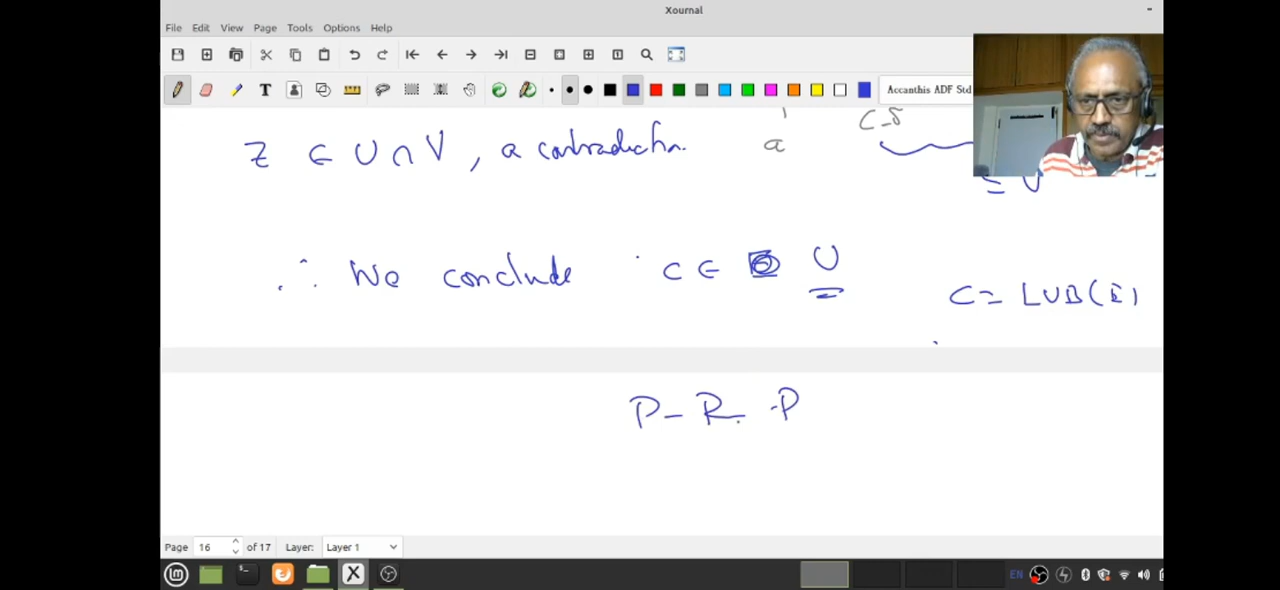 Xournal
File Edit View Page Tools Options Help
T Accanthis ADF Std
C-δ
a
Z ∈ U ∩ V, a contradiction.
= U
∴ We conclude C ∈ U
C = LUB(E)
P - R - P
Page 16 of 17 Layer: Layer 1
EN